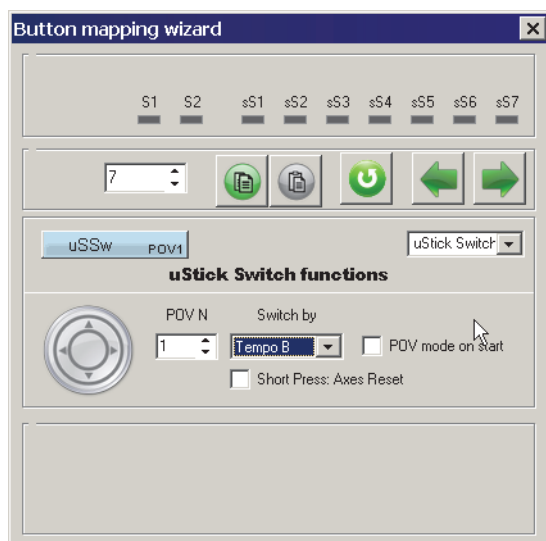 Button mapping wizard
S1 S2 sS1 sS2 sS3 sS4 sS5 sS6 sS7
7
uSSw POV1 uStick Switch
uStick Switch functions
POV N Switch by
1 Tempo B POV mode on start
Short Press: Axes Reset